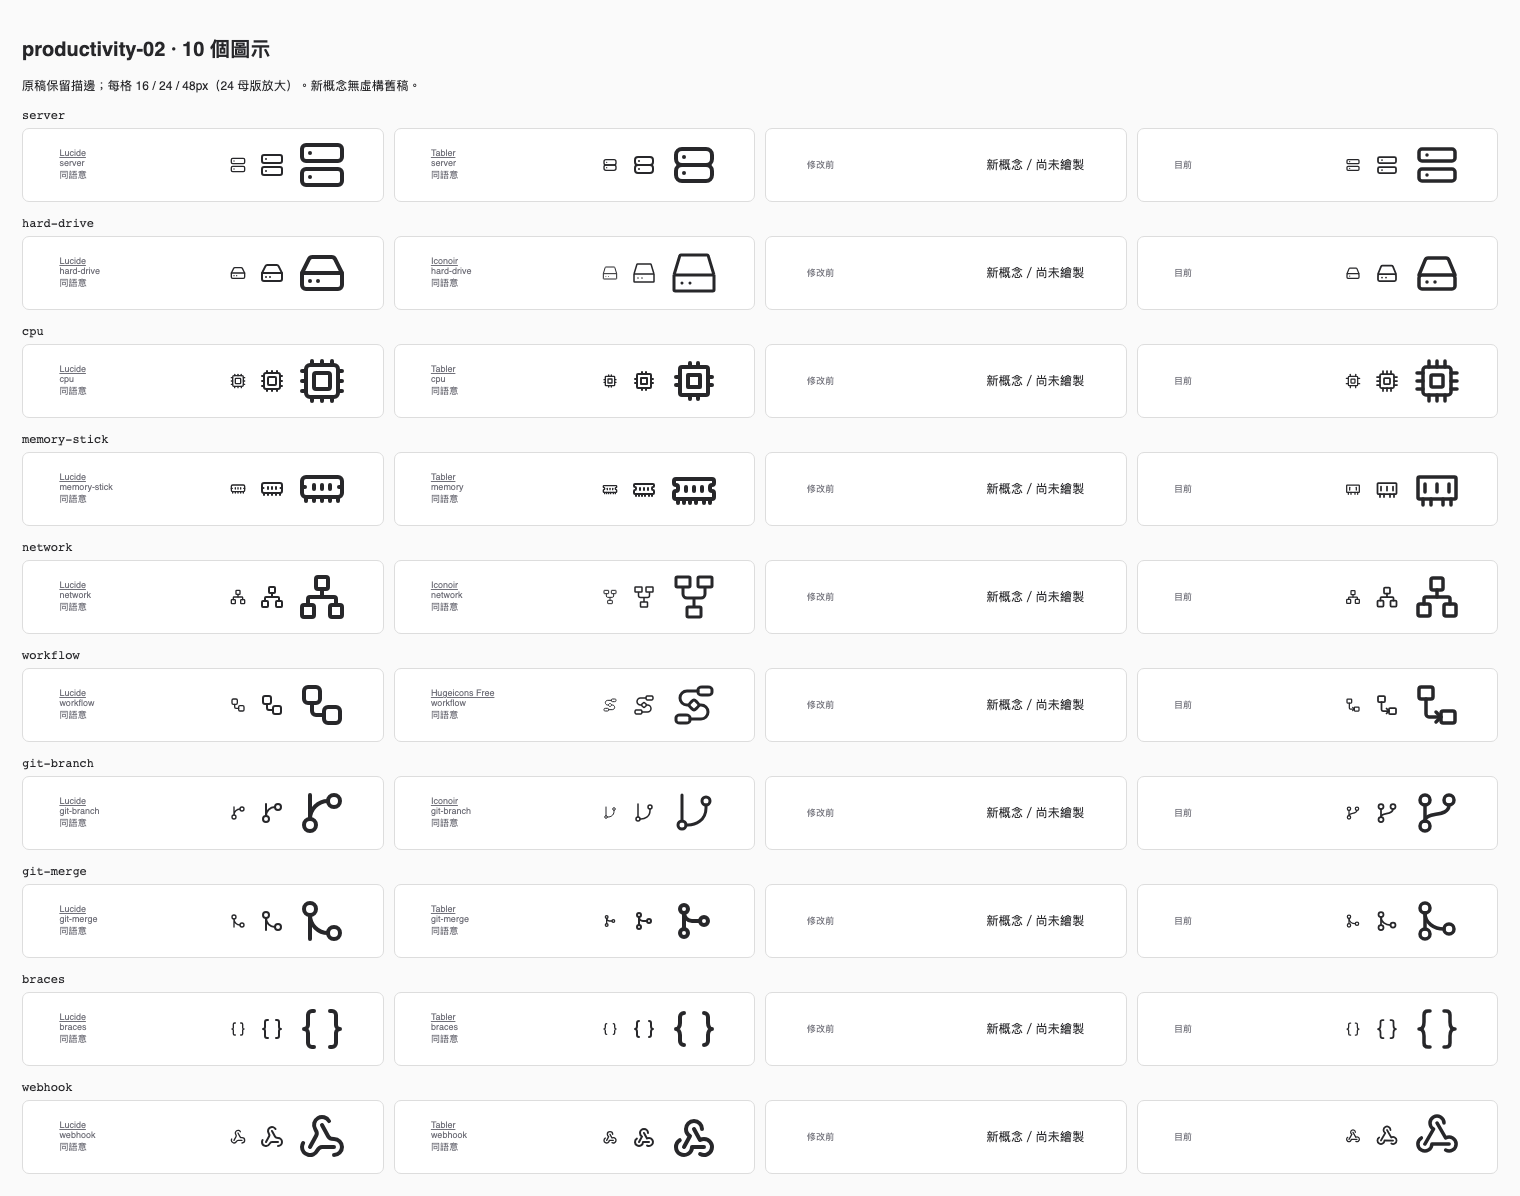 productivity-02 · 10 個圖示
原稿保留描邊；每格 16 / 24 / 48px（24 母版放大）。新概念無虛構舊稿。
server
Lucide
server
同語意
Tabler
server
同語意
修改前
新概念 / 尚未繪製
目前
hard-drive
Lucide
hard-drive
同語意
Iconoir
hard-drive
同語意
修改前
新概念 / 尚未繪製
目前
cpu
Lucide
cpu
同語意
Tabler
cpu
同語意
修改前
新概念 / 尚未繪製
目前
memory-stick
Lucide
memory-stick
同語意
Tabler
memory
同語意
修改前
新概念 / 尚未繪製
目前
network
Lucide
network
同語意
Iconoir
network
同語意
修改前
新概念 / 尚未繪製
目前
workflow
Lucide
workflow
同語意
Hugeicons Free
workflow
同語意
修改前
新概念 / 尚未繪製
目前
git-branch
Lucide
git-branch
同語意
Iconoir
git-branch
同語意
修改前
新概念 / 尚未繪製
目前
git-merge
Lucide
git-merge
同語意
Tabler
git-merge
同語意
修改前
新概念 / 尚未繪製
目前
braces
Lucide
braces
同語意
Tabler
braces
同語意
修改前
新概念 / 尚未繪製
目前
webhook
Lucide
webhook
同語意
Tabler
webhook
同語意
修改前
新概念 / 尚未繪製
目前